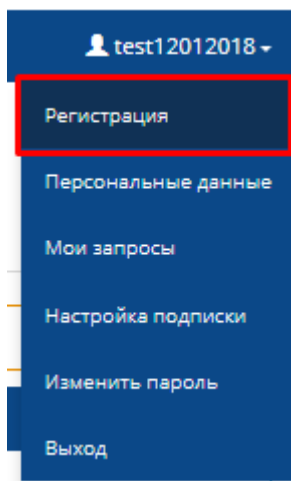 test12012018
Регистрация
Персональные данные
Мои запросы
Настройка подписки
Изменить пароль
Выход